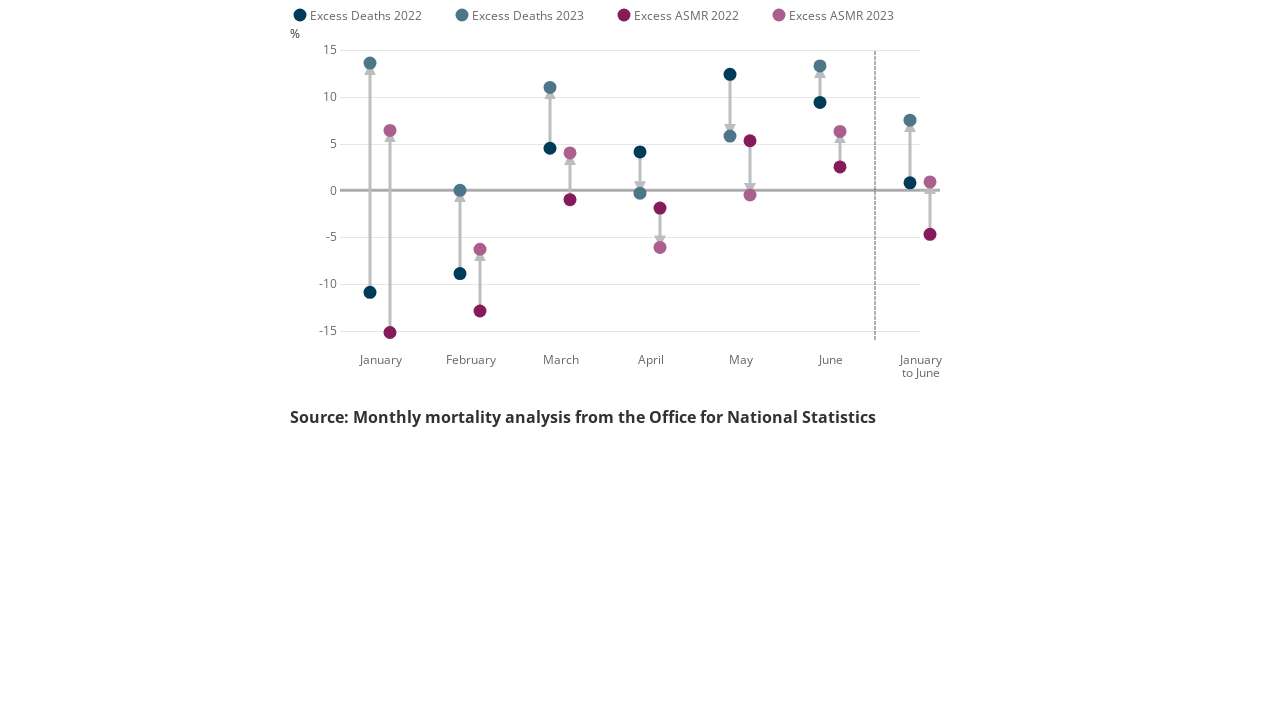 Excess Deaths 2022 Excess Deaths 2023 Excess ASMR 2022 Excess ASMR 2023
%
15
10
5
0
-5
-10
-15
January February March April May June January
to June
Source: Monthly mortality analysis from the Office for National Statistics